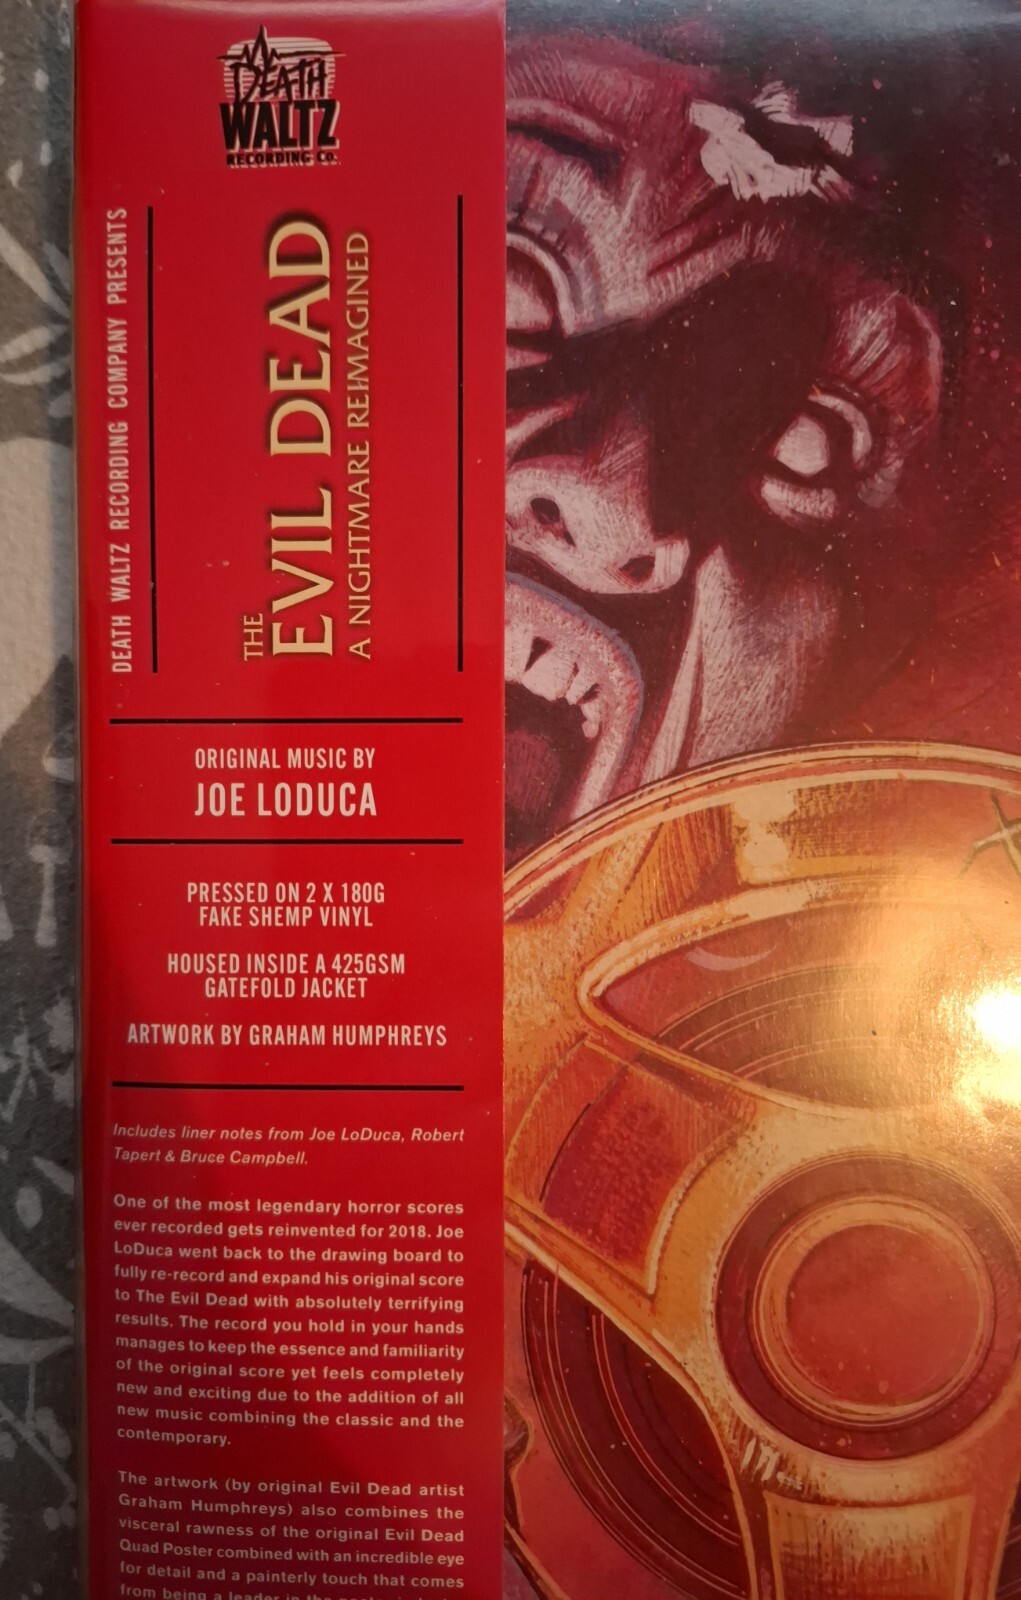 DEATH
WALTZ
RECORDING CO.
DEATH WALTZ RECORDING COMPANY PRESENTS
THE
EVIL DEAD
A NIGHTMARE REIMAGINED
ORIGINAL MUSIC BY
JOE LODUCA
PRESSED ON 2 X 180G
FAKE SHEMP VINYL
HOUSED INSIDE A 425GSM
GATEFOLD JACKET
ARTWORK BY GRAHAM HUMPHREYS
Includes liner notes from Joe LoDuca, Robert
Tapert & Bruce Campbell.
One of the most legendary horror scores
ever recorded gets reinvented for 2018. Joe
LoDuca went back to the drawing board to
fully re-record and expand his original score
to The Evil Dead with absolutely terrifying
results. The record you hold in your hands
manages to keep the essence and familiarity
of the original score yet feels completely
new and exciting due to the addition of all
new music combining the classic and the
contemporary.
The artwork (by original Evil Dead artist
Graham Humphreys) also combines the
visceral rawness of the original Evil Dead
Quad Poster combined with an incredible eye
for detail and a painterly touch that comes
from being a leader in the